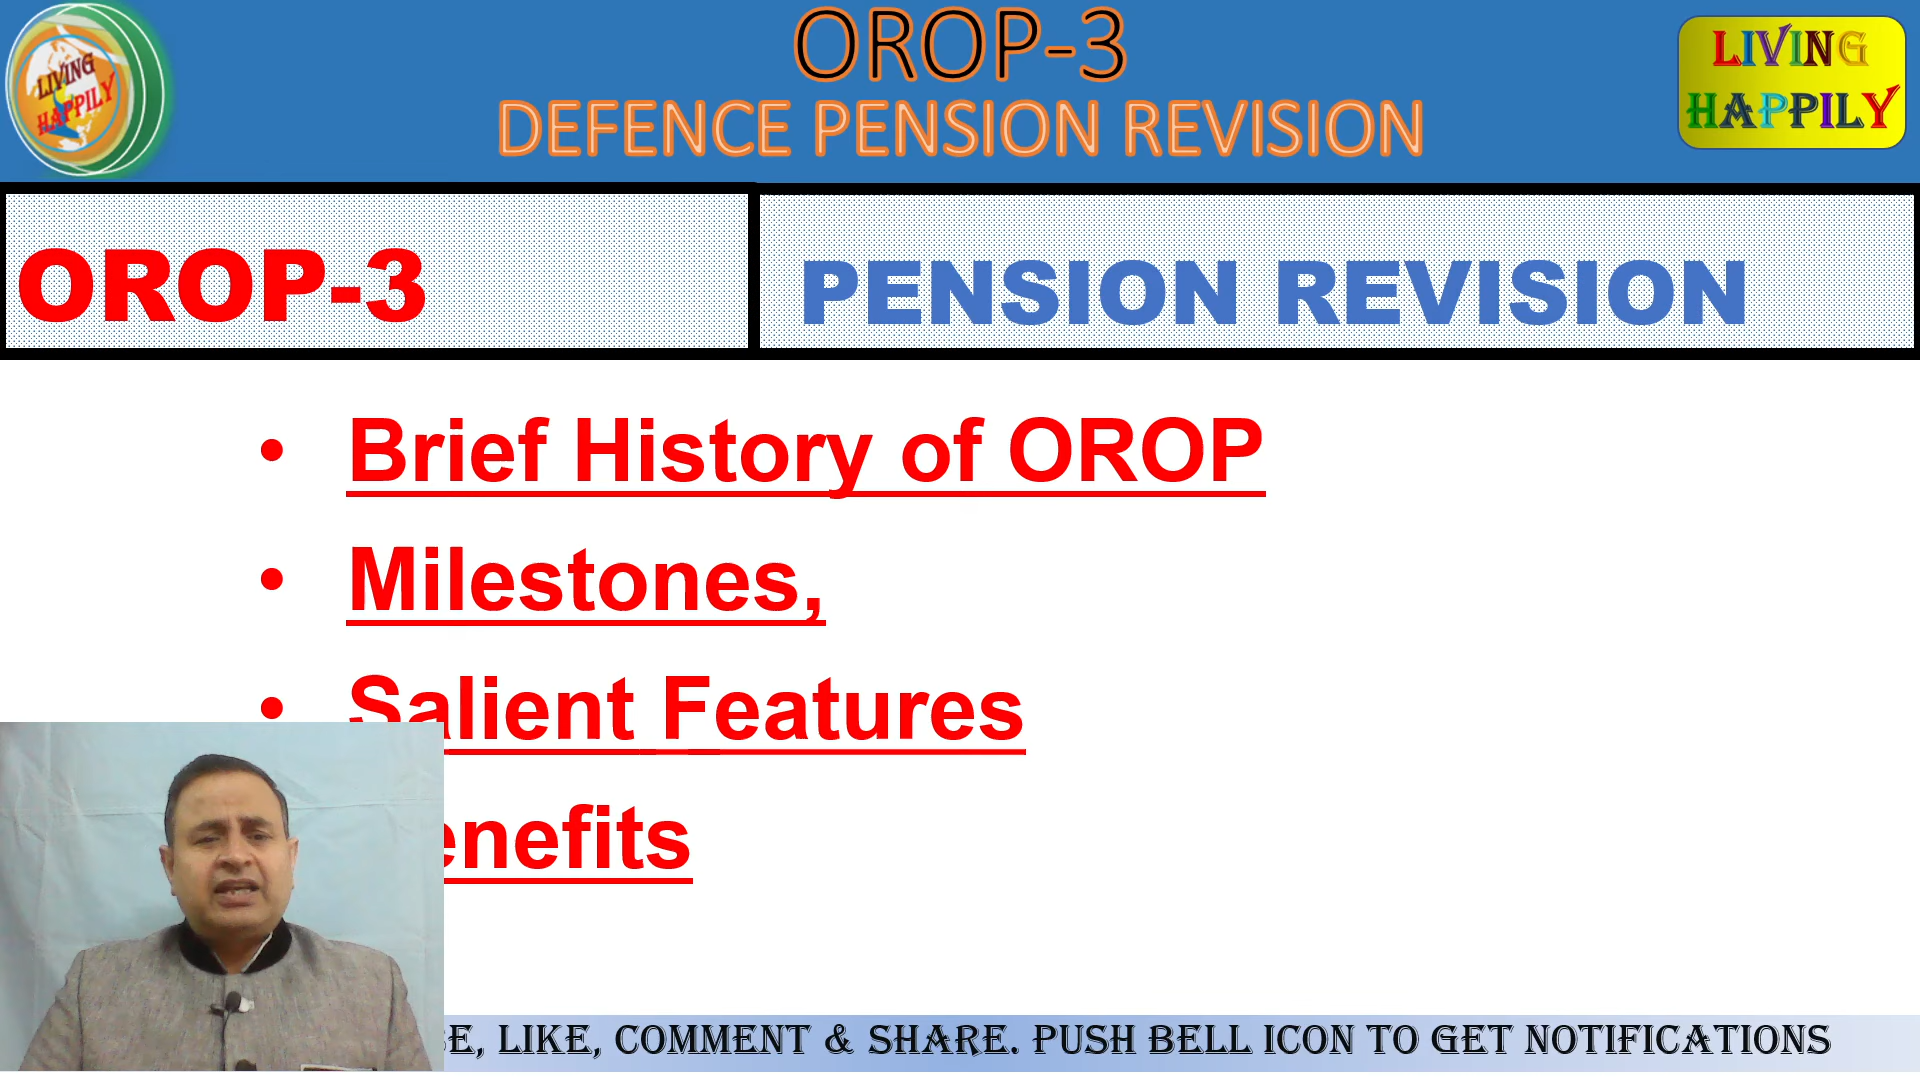 LIVING
HAPPILY
OROP-3
DEFENCE PENSION REVISION
LIVING
HAPPILY
OROP-3
PENSION REVISION
• Brief History of OROP
• Milestones,
• Salient Features
enefits
E, LIKE, COMMENT & SHARE. PUSH BELL ICON TO GET NOTIFICATIONS